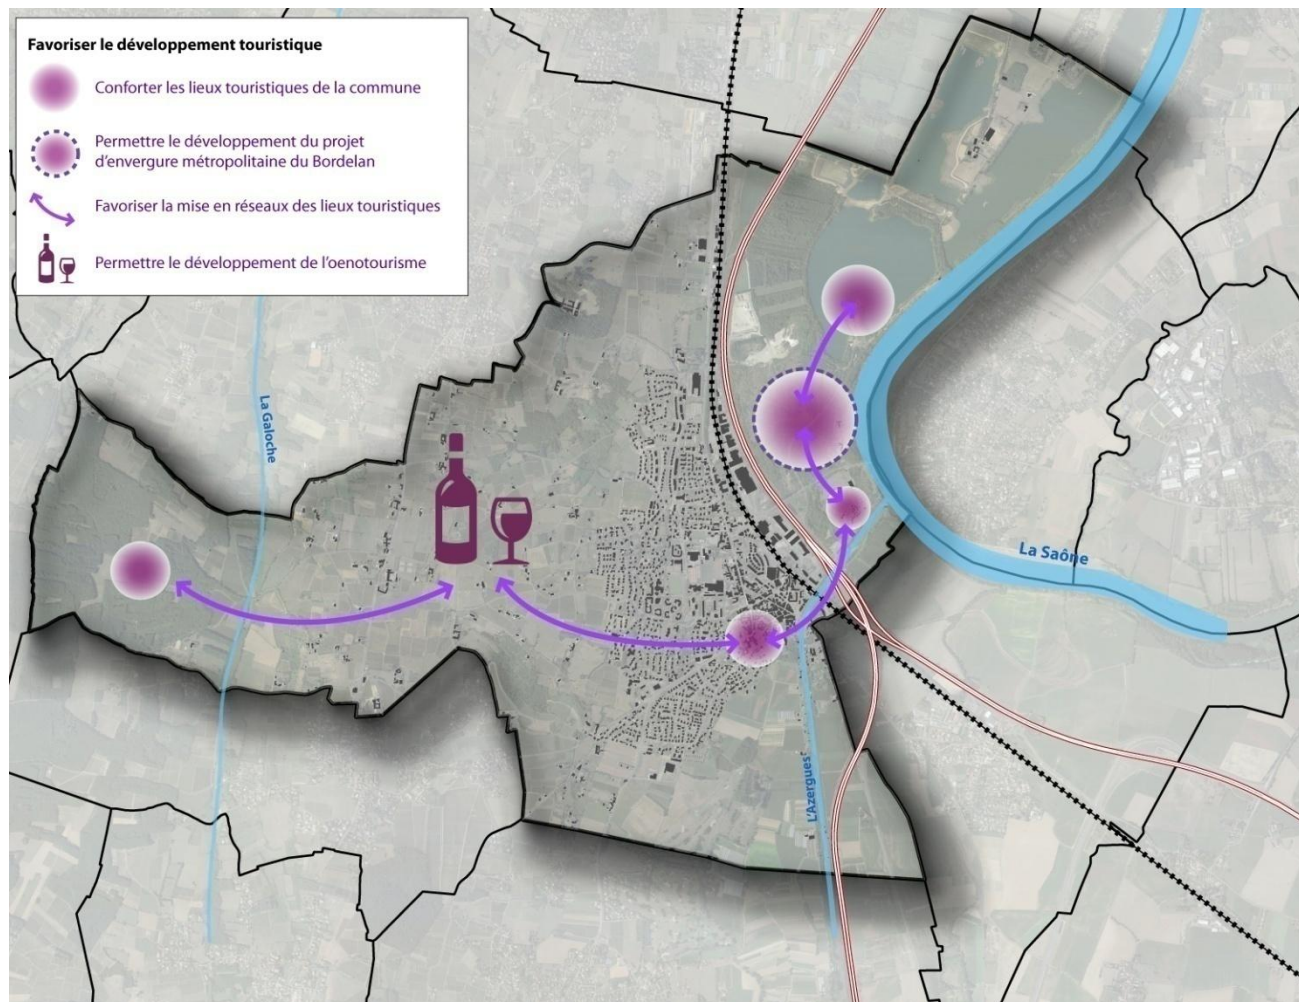 Favoriser le développement touristique
Conforter les lieux touristiques de la commune
Permettre le développement du projet
d'envergure métropolitaine du Bordelan
Favoriser la mise en réseaux des lieux touristiques
Permettre le développement de l'oenotourisme
La Galoche
La Saône
L'Azergues